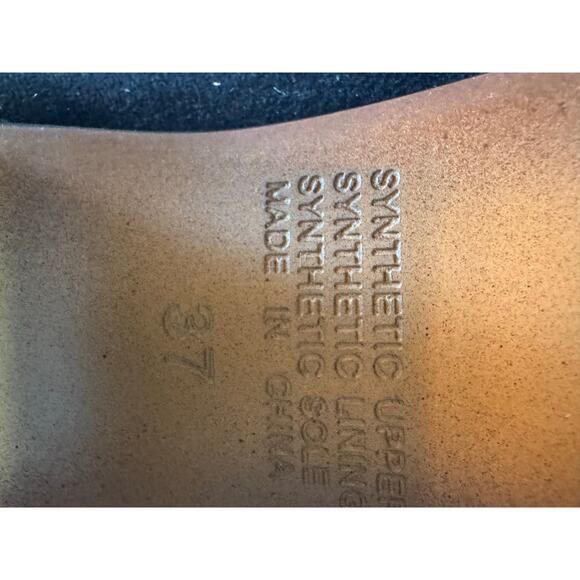 SYNTHETIC UPPER
SYNTHETIC LINING
SYNTHETIC SOLE
MADE IN CHINA
37